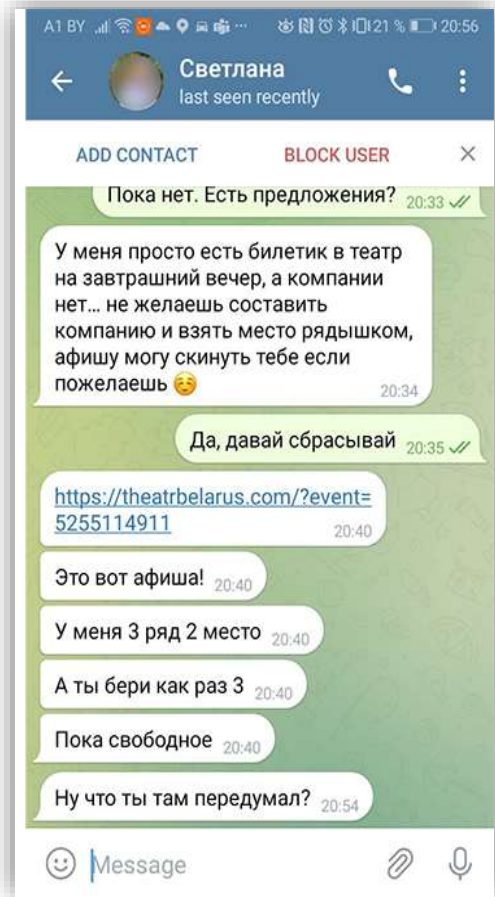 A1 BY 21 % 20:56
Светлана
last seen recently
ADD CONTACT BLOCK USER
Пока нет. Есть предложения? 20:33
У меня просто есть билетик в театр
на завтрашний вечер, а компании
нет... не желаешь составить
компанию и взять место рядышком,
афишу могу скинуть тебе если
пожелаешь ☺️
20:34
Да, давай сбрасывай 20:35
https://theatrbelarus.com/?event=
5255114911 20:40
Это вот афиша! 20:40
У меня 3 ряд 2 место 20:40
А ты бери как раз 3 20:40
Пока свободное 20:40
Ну что ты там передумал? 20:54
Message